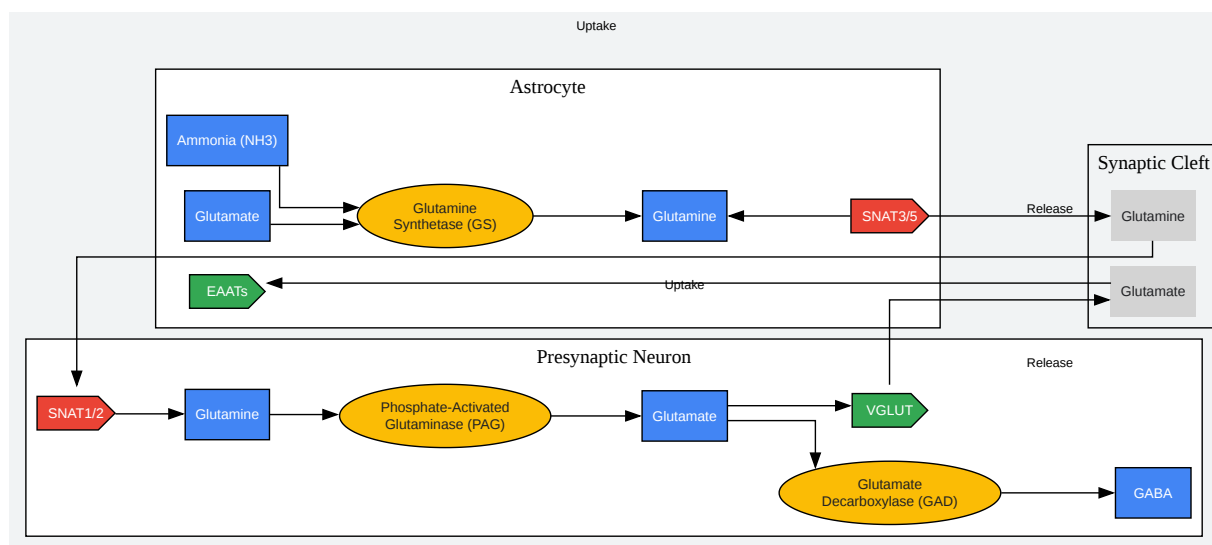 Uptake
Astrocyte
Ammonia (NH3)
Synaptic Cleft
Glutamate
Glutamine
Synthetase (GS)
Glutamine
SNAT3/5
Release
Glutamine
EAATs
Uptake
Glutamate
Presynaptic Neuron
Release
SNAT1/2
Glutamine
Phosphate-Activated
Glutaminase (PAG)
Glutamate
VGLUT
Glutamate
Decarboxylase (GAD)
GABA